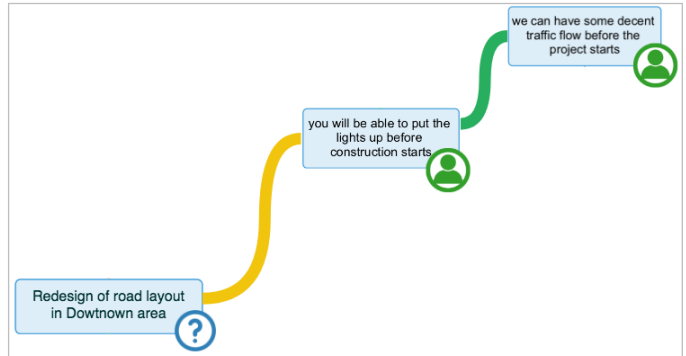 we can have some decent
traffic flow before the
project starts
you will be able to put the
lights up before
construction starts
Redesign of road layout
in Dowtnown area
?